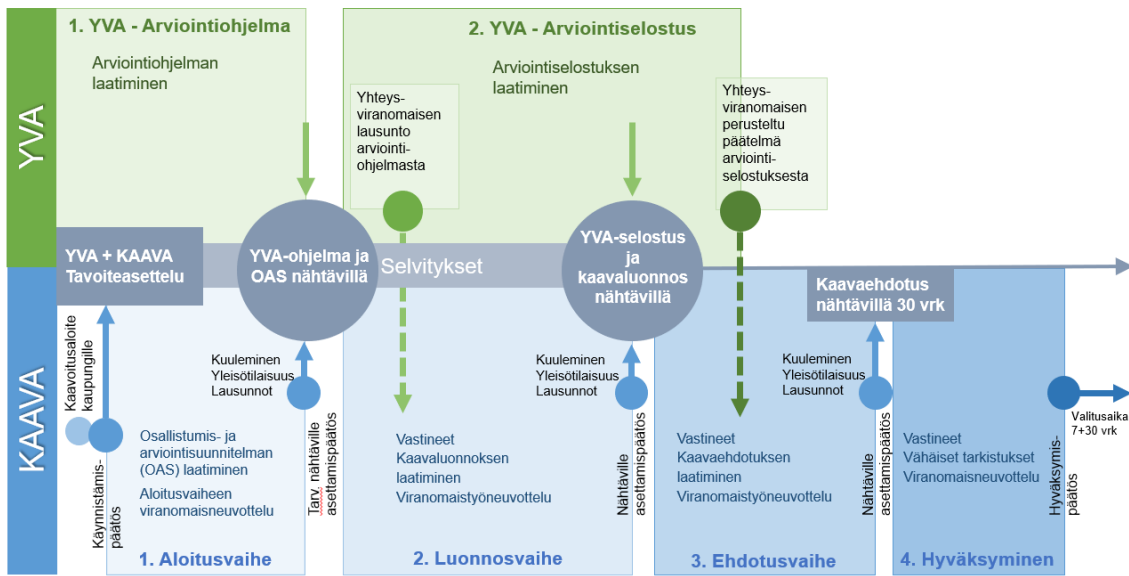 YVA
1. YVA - Arviointiohjelma
Arviointiohjelman
laatiminen
2. YVA - Arviointiselostus
Arviointiselostuksen
laatiminen
Yhteys-
viranomaisen
lausunto
arviointi-
ohjelmasta
Yhteys-
viranomaisen
perusteltu
päätelmä
arviointi-
selostuksesta
YVA + KAAVA
Tavoiteasettelu
YVA-ohjelma ja
OAS nähtävillä
Selvitykset
YVA-selostus
ja
kaavaluonnos
nähtävillä
Kaavaehdotus
nähtävillä 30 vrk
KAAVA
Kaavoitusaloite
kaupungille
Käynnistämis-
päätös
Osallistumis- ja
arviointisuunnitelman
(OAS) laatiminen
Aloitusvaiheen
viranomaisneuvottelu
Kuuleminen
Yleisötilaisuus
Lausunnot
Tarv. nähtäville
asettamispäätös
1. Aloitusvaihe
Vastineet
Kaavaluonnoksen
laatiminen
Viranomaistyöneuvottelu
Kuuleminen
Yleisötilaisuus
Lausunnot
Nähtäville
asettamispäätös
2. Luonnosvaihe
Vastineet
Kaavaehdotuksen
laatiminen
Viranomaistyöneuvottelu
Kuuleminen
Yleisötilaisuus
Lausunnot
Nähtäville
asettamispäätös
3. Ehdotusvaihe
Vastineet
Vähäiset tarkistukset
Viranomaisneuvottelu
Hyväksymis-
päätös
Valitusaika
7+30 vrk
4. Hyväksyminen